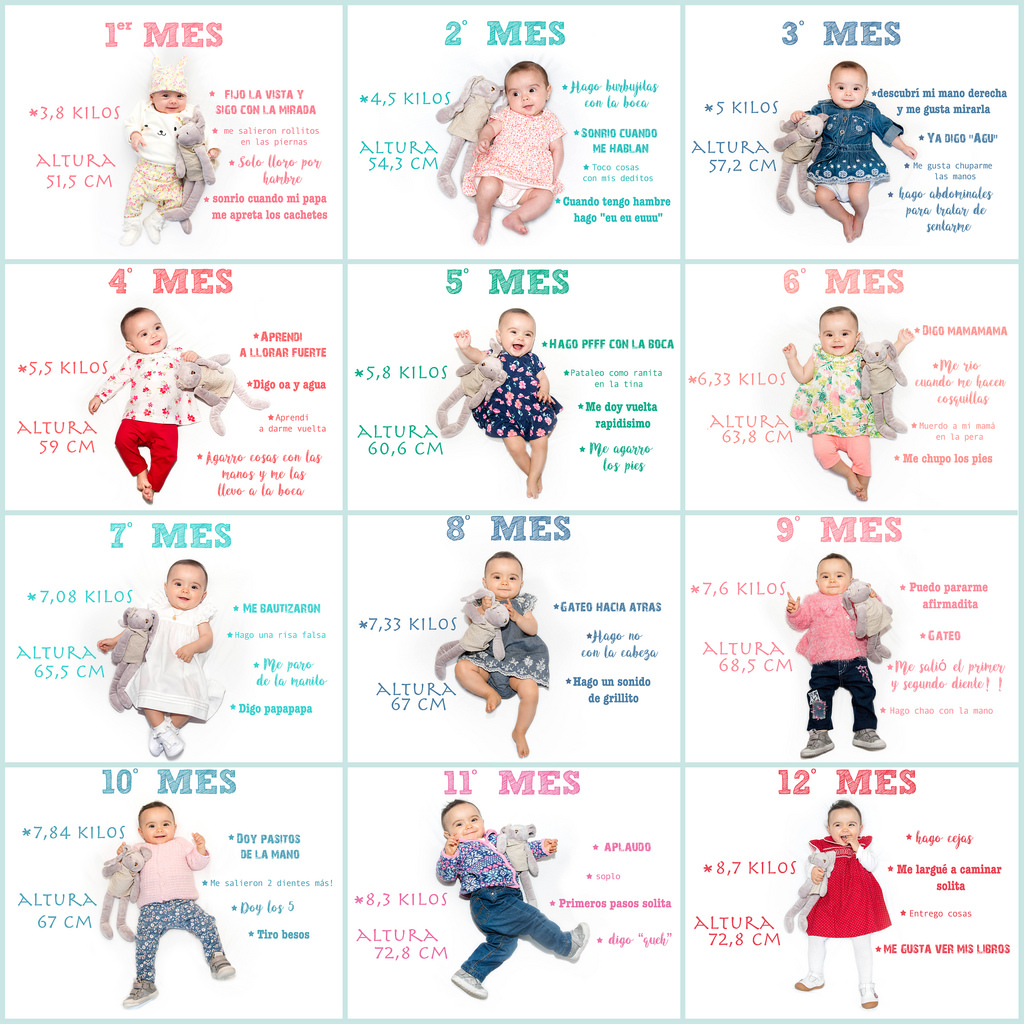 1er MES
*3,8 KILOS
ALTURA
51,5 CM
* FIJO LA VISTA Y
SIGO CON LA MIRADA
* me salieron rollitos
en las piernas
* Solo lloro por
hambre
* sonrio cuando mi papa
me apreta los cachetes
2° MES
*4,5 KILOS
ALTURA
54,3 CM
* Hago burbujitas
con la boca
* SONRIO CUANDO
ME HABLAN
* Toco cosas
con mis deditos
* Cuando tengo hambre
hago "eu eu euuu"
3° MES
*5 KILOS
ALTURA
57,2 CM
* descubrí mi mano derecha
y me gusta mirarla
* YA DIGO "AGU"
* Me gusta chuparme
las manos
* hago abdominales
para tratar de
sentarme
4° MES
*5,5 KILOS
ALTURA
59 CM
* APRENDI
A LLORAR FUERTE
* Digo oa y agua
* Aprendi
a darme vuelta
* Agarro cosas con las
manos y me las
llevo a la boca
5° MES
*5,8 KILOS
ALTURA
60,6 CM
* HAGO PFFF CON LA BOCA
* Pataleo como ranita
en la tina
* Me doy vuelta
rapidisimo
* Me agarro
los pies
6° MES
*6,33 KILOS
ALTURA
63,8 CM
* DIGO MAMAMAMA
* Me rio
cuando me hacen
cosquillas
* Muerdo a mi mamá
en la pera
* Me chupo los pies
7° MES
*7,08 KILOS
ALTURA
65,5 CM
* ME BAUTIZARON
* Hago una risa falsa
* Me paro
de la manito
* Digo papapapa
8° MES
*7,33 KILOS
ALTURA
67 CM
* GATEO HACIA ATRAS
* Hago no
con la cabeza
* Hago un sonido
de grillito
9° MES
*7,6 KILOS
ALTURA
68,5 CM
* Puedo pararme
afirmadita
* GATEO
* Me salió el primer
y segundo diente! !
* Hago chao con la mano
10° MES
*7,84 KILOS
ALTURA
67 CM
* DOY PASITOS
DE LA MANO
* Me salieron 2 dientes más!
* Doy los 5
* Tiro besos
11° MES
*8,3 KILOS
ALTURA
72,8 CM
* APLAUDO
* soplo
* Primeros pasos solita
* digo "queh"
12° MES
*8,7 KILOS
ALTURA
72,8 CM
* hago cejas
* Me largué a caminar
solita
* Entrego cosas
* ME GUSTA VER MIS LIBROS